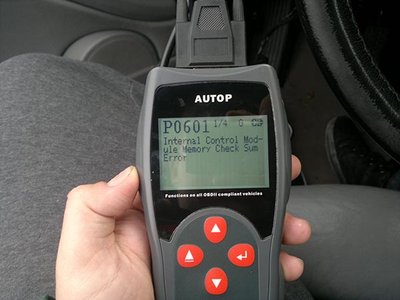 AUTOP
P0601 1/4
Internal Control Mod-
ule Memory Check Sum
Error
Functions on all OBDII compliant vehicles